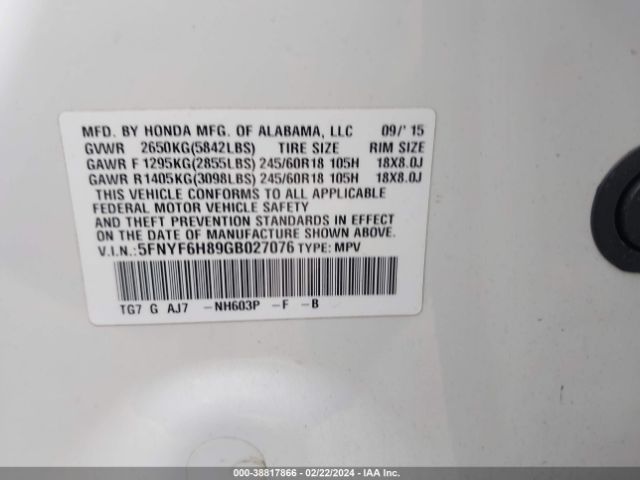 MFD. BY HONDA MFG. OF ALABAMA, LLC 09/'15
GVWR 2650KG(5842LBS) TIRE SIZE RIM SIZE
GAWR F 1295KG(2855LBS) 245/60R18 105H 18X8.0J
GAWR R1405KG(3098LBS) 245/60R18 105H 18X8.0J
THIS VEHICLE CONFORMS TO ALL APPLICABLE
FEDERAL MOTOR VEHICLE SAFETY
AND THEFT PREVENTION STANDARDS IN EFFECT
ON THE DATE OF MANUFACTURE SHOWN ABOVE.
V.I.N.:5FNYF6H89GB027076 TYPE: MPV
TG7 G AJ7 -NH603P -F -B
000-38817866 - 02/22/2024 - IAA Inc.